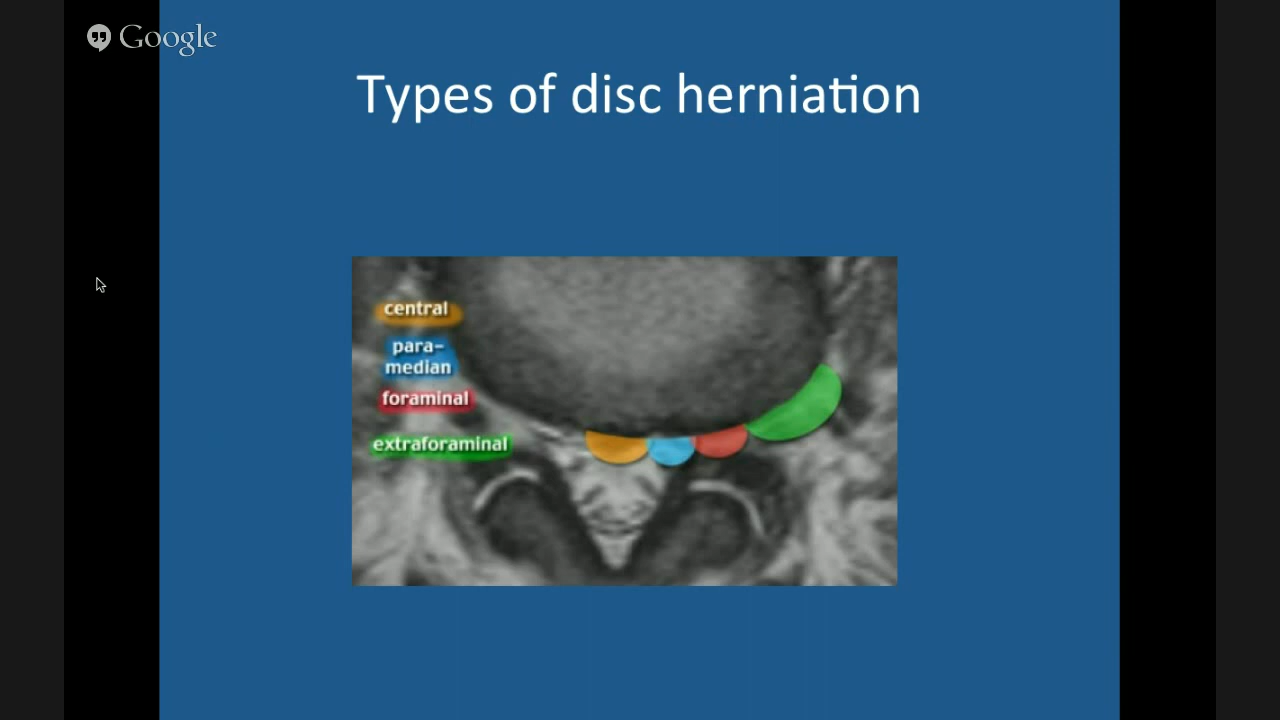 Google
Types of disc herniation
central
para-
median
foraminal
extraforaminal